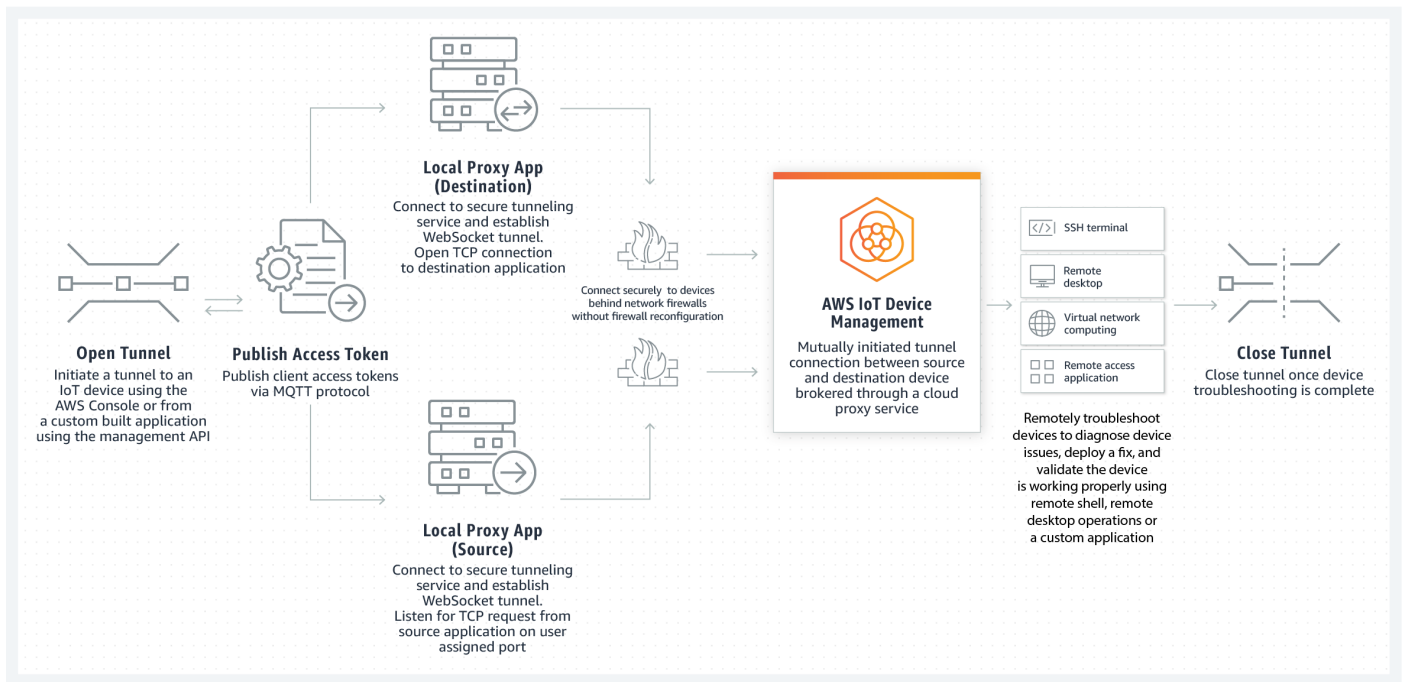 Open Tunnel
Initiate a tunnel to an
IoT device using the
AWS Console or from
a custom built application
using the management API
Publish Access Token
Publish client access tokens
via MQTT protocol
Local Proxy App
(Destination)
Connect to secure tunneling
service and establish
WebSocket tunnel.
Open TCP connection
to destination application
Local Proxy App
(Source)
Connect to secure tunneling
service and establish
WebSocket tunnel.
Listen for TCP request from
source application on user
assigned port
Connect securely to devices
behind network firewalls
without firewall reconfiguration
AWS IoT Device
Management
Mutually initiated tunnel
connection between source
and destination device
brokered through a cloud
proxy service
SSH terminal
Remote
desktop
Virtual network
computing
Remote access
application
Remotely troubleshoot
devices to diagnose device
issues, deploy a fix, and
validate the device
is working properly using
remote shell, remote
desktop operations or
a custom application
Close Tunnel
Close tunnel once device
troubleshooting is complete